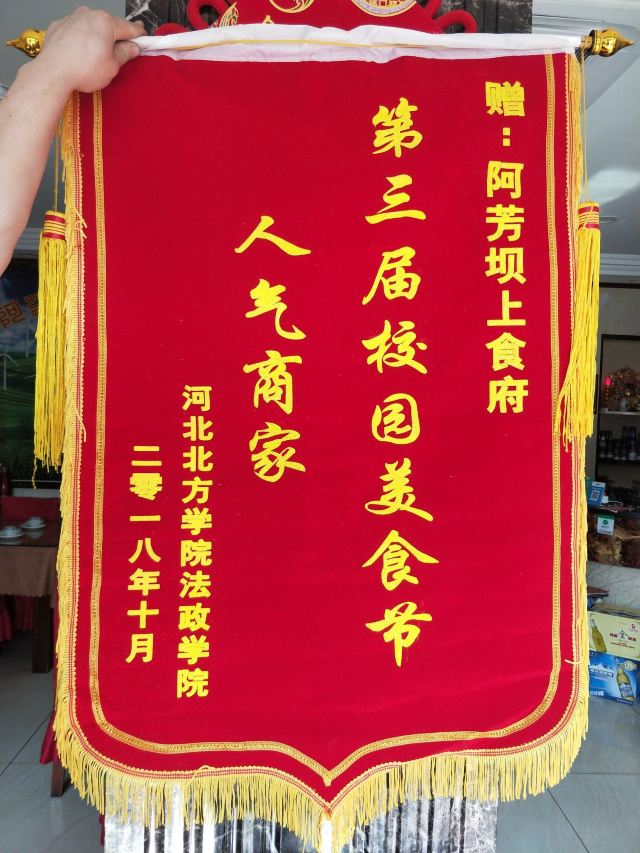 赠：阿芳坝上食府
第三届校园美食节
人气商家
河北北方学院法政学院
二零一八年十月